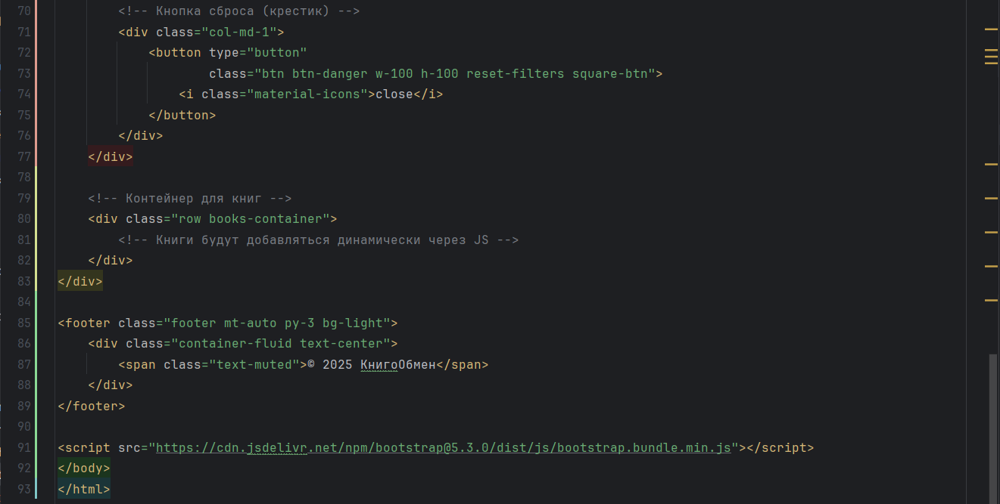 70 <!-- Кнопка сброса (крестик) -->
71 <div class="col-md-1">
72 <button type="button"
73 class="btn btn-danger w-100 h-100 reset-filters square-btn">
74 <i class="material-icons">close</i>
75 </button>
76 </div>
77 </div>
78
79 <!-- Контейнер для книг -->
80 <div class="row books-container">
81 <!-- Книги будут добавляться динамически через JS -->
82 </div>
83 </div>
84
85 <footer class="footer mt-auto py-3 bg-light">
86 <div class="container-fluid text-center">
87 <span class="text-muted">© 2025 КнигоОбмен</span>
88 </div>
89 </footer>
90
91 <script src="https://cdn.jsdelivr.net/npm/bootstrap@5.3.0/dist/js/bootstrap.bundle.min.js"></script>
92 </body>
93 </html>